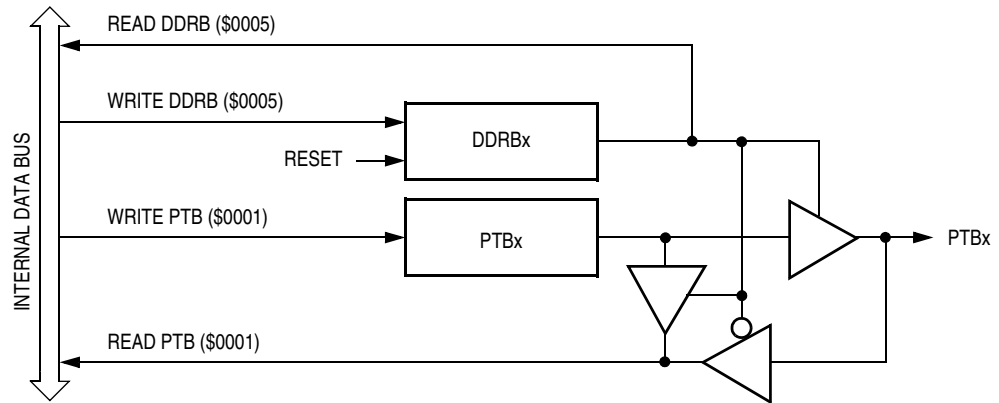 READ DDRB ($0005)
WRITE DDRB ($0005)
DDRBx
RESET
WRITE PTB ($0001)
PTBx
PTBx
READ PTB ($0001)
INTERNAL DATA BUS